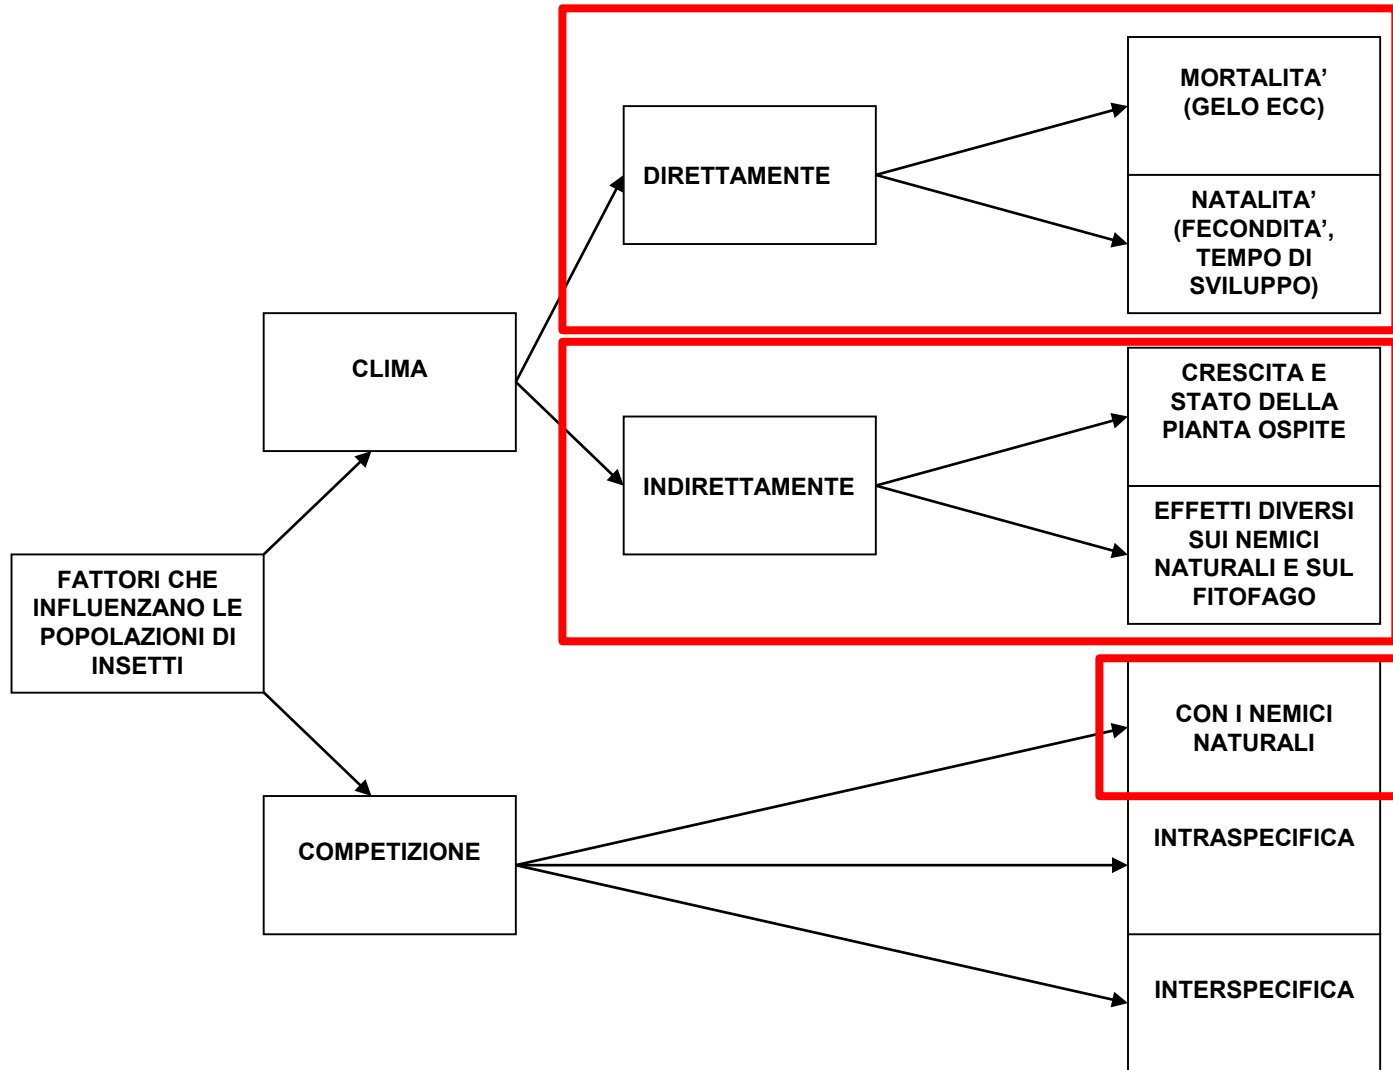 FATTORI CHE
INFLUENZANO LE
POPOLAZIONI DI
INSETTI
CLIMA
DIRETTAMENTE
MORTALITA’
(GELO ECC)
NATALITA’
(FECONDITA’,
TEMPO DI
SVILUPPO)
INDIRETTAMENTE
CRESCITA E
STATO DELLA
PIANTA OSPITE
EFFETTI DIVERSI
SUI NEMICI
NATURALI E SUL
FITOFAGO
COMPETIZIONE
CON I NEMICI
NATURALI
INTRASPECIFICA
INTERSPECIFICA